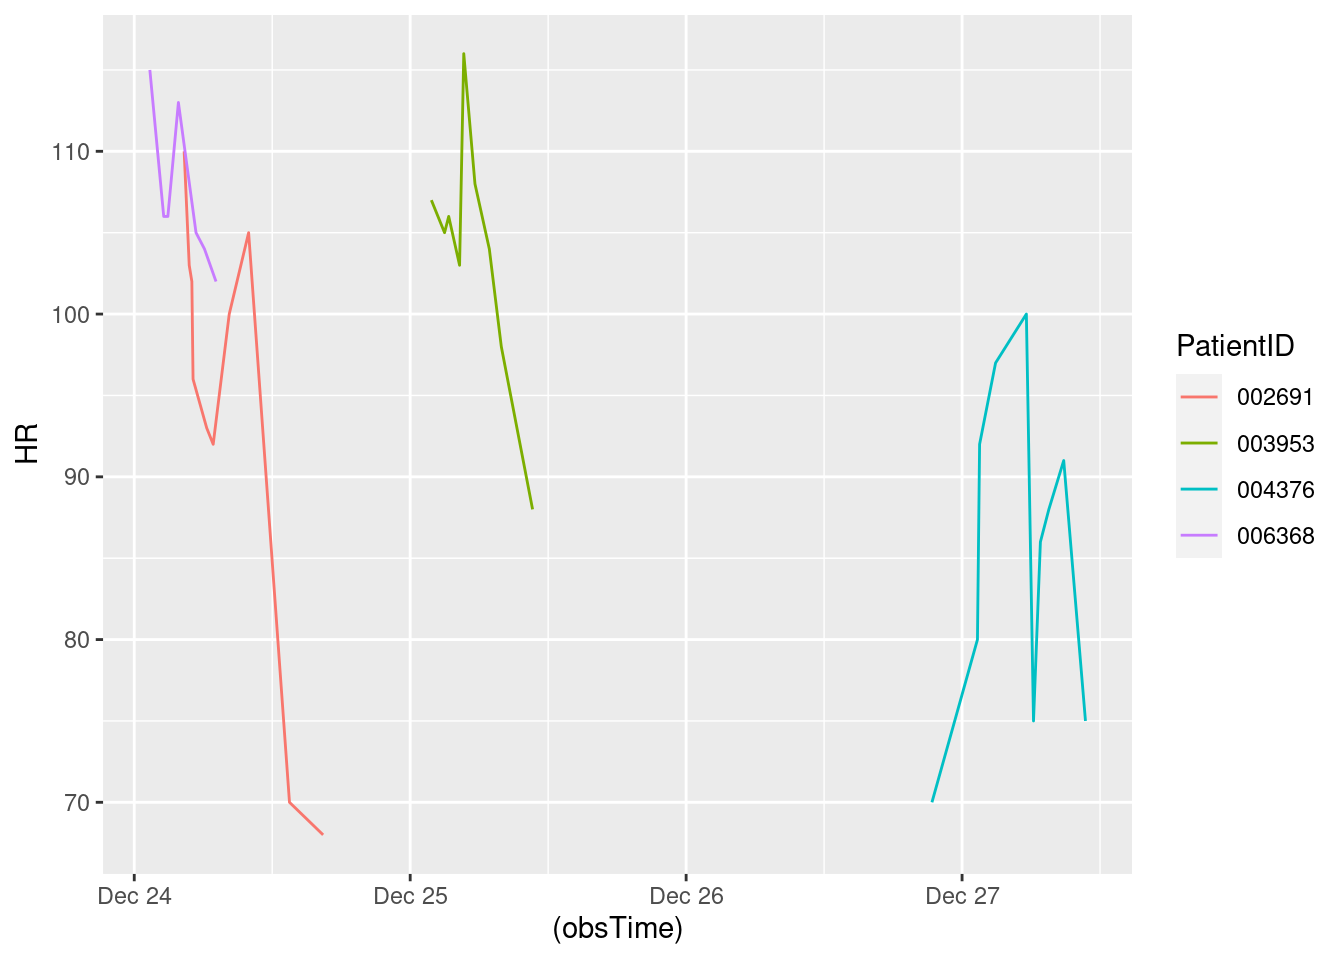 HR
110
100
90
80
70
Dec 24
Dec 25
Dec 26
Dec 27
(obsTime)
PatientID
002691
003953
004376
006368